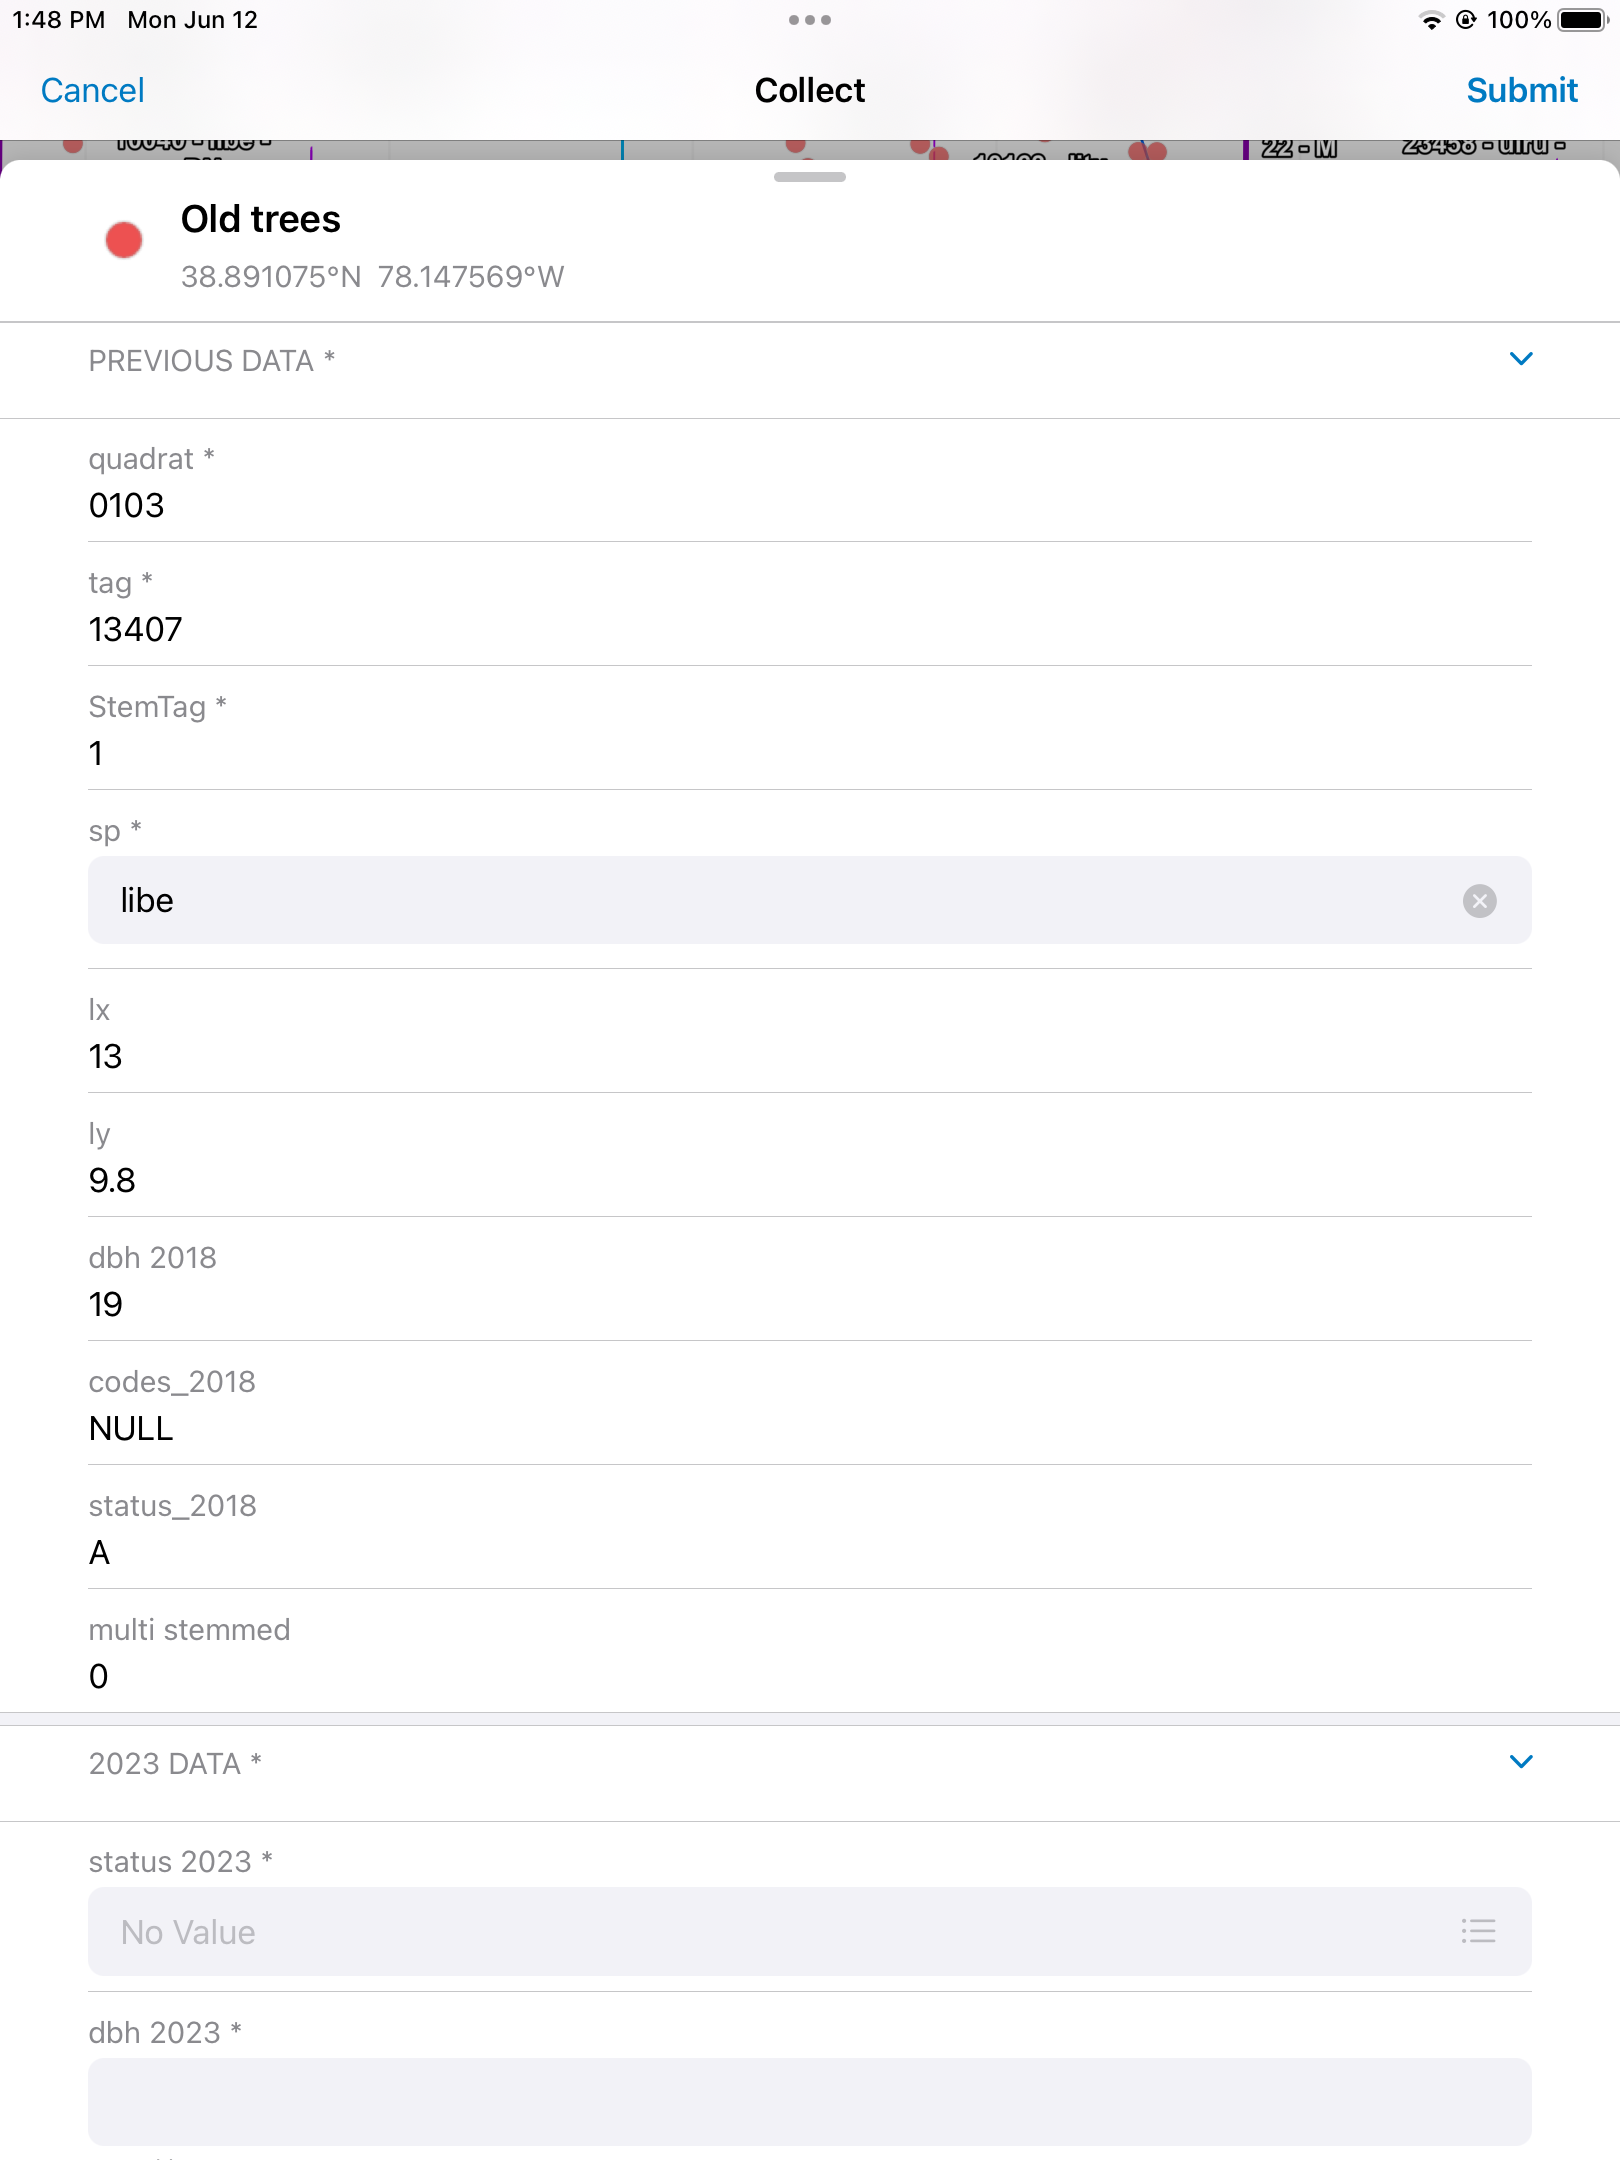 1:48 PM Mon Jun 12
100%
Cancel
Collect
Submit
22 - M
Old trees
38.891075°N 78.147569°W
PREVIOUS DATA *
quadrat *
0103
tag *
13407
StemTag *
1
sp *
libe
lx
13
ly
9.8
dbh 2018
19
codes_2018
NULL
status_2018
A
multi stemmed
0
2023 DATA *
status 2023 *
No Value
dbh 2023 *